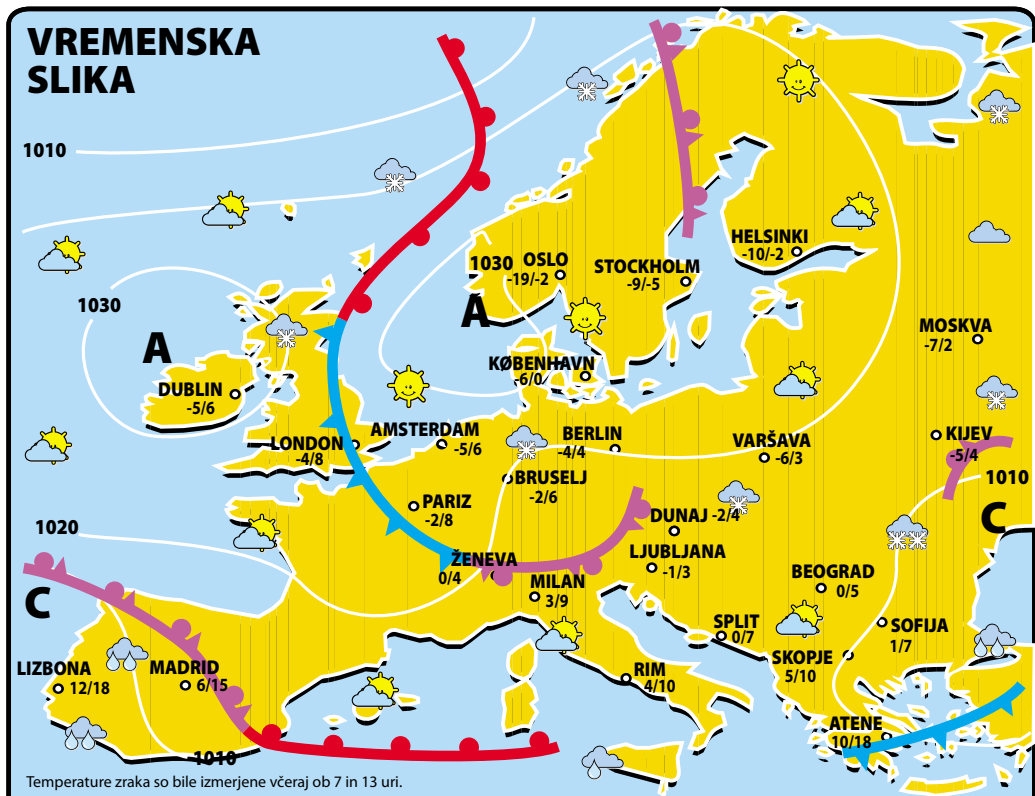 VREMENSKA
SLIKA
1010
1030
A
DUBLIN
-5/6
LONDON
-4/8
AMSTERDAM
-5/6
1030
OSLO
-19/-2
A
STOCKHOLM
-9/-5
HELSINKI
-10/-2
KØBENHAVN
-6/0
MOSKVA
-7/2
BERLIN
-4/4
VARŠAVA
-6/3
KIJEV
-5/4
1010
C
BRUSELJ
-2/6
PARIZ
-2/8
1020
C
DUNAJ -2/4
LJUBLJANA
-1/3
ŽENEVA
0/4
MILAN
3/9
BEOGRAD
0/5
SPLIT
0/7
SOFIJA
1/7
SKOPJE
5/10
LIZBONA
12/18
MADRID
6/15
RIM
4/10
ATENE
10/18
1010
Temperature zraka so bile izmerjene včeraj ob 7 in 13 uri.